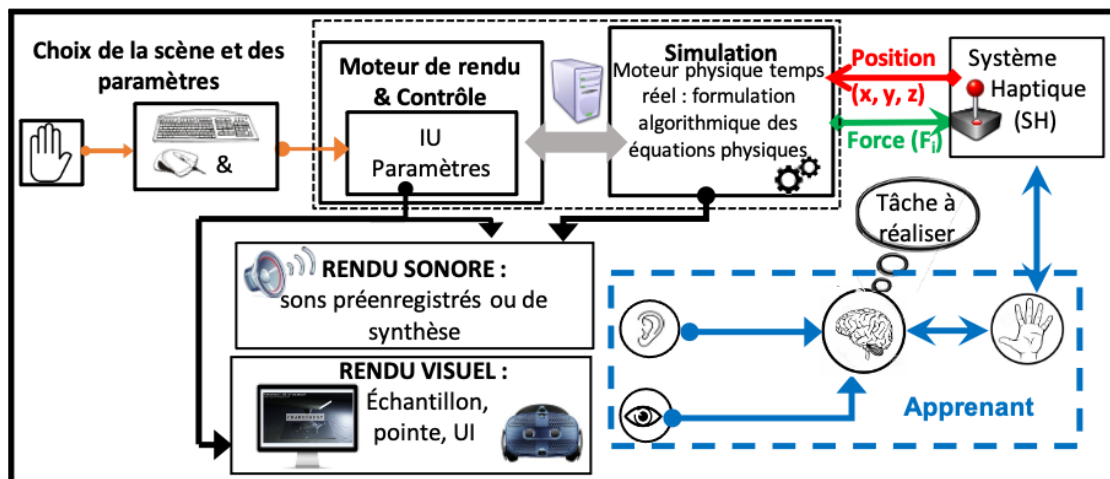 Choix de la scène et des
paramètres
&
Moteur de rendu
& Contrôle
IU
Paramètres
Simulation
Moteur physique temps
réel : formulation
algorithmique des
équations physiques
Position
(x, y, z)
Force (Fᵢ)
Système
Haptique
(SH)
Tâche à
réaliser
RENDU SONORE :
sons préenregistrés ou de
synthèse
RENDU VISUEL :
Échantillon,
pointe, UI
Apprenant